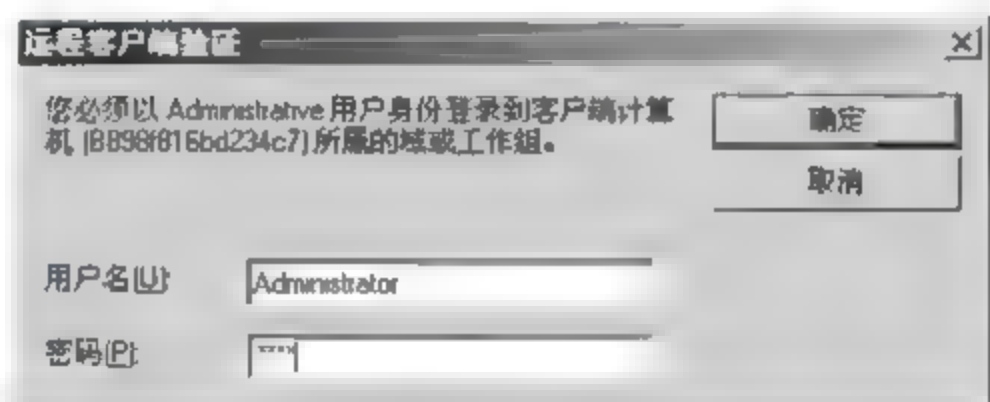 远程客户端验证
您必须以 Administrative 用户身份登录到客户端计算
机 (BB98f816bd234c7) 所属的域或工作组。
确定
取消
用户名(U):
Administrator
密码(P):
****